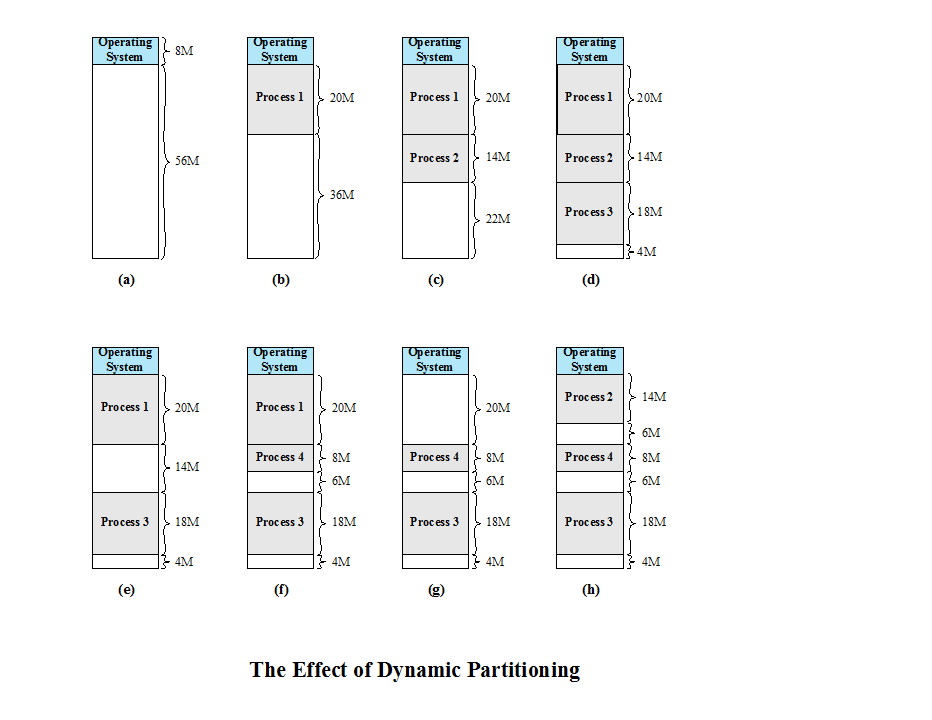 Operating
System
8M
56M
(a)
Operating
System
Process 1
20M
36M
(b)
Operating
System
Process 1
20M
Process 2
14M
22M
(c)
Operating
System
Process 1
20M
Process 2
14M
Process 3
18M
4M
(d)
Operating
System
Process 1
20M
14M
Process 3
18M
4M
(e)
Operating
System
Process 1
20M
Process 4
8M
6M
Process 3
18M
4M
(f)
Operating
System
20M
Process 4
8M
6M
Process 3
18M
4M
(g)
Operating
System
Process 2
14M
6M
Process 4
8M
6M
Process 3
18M
4M
(h)
The Effect of Dynamic Partitioning